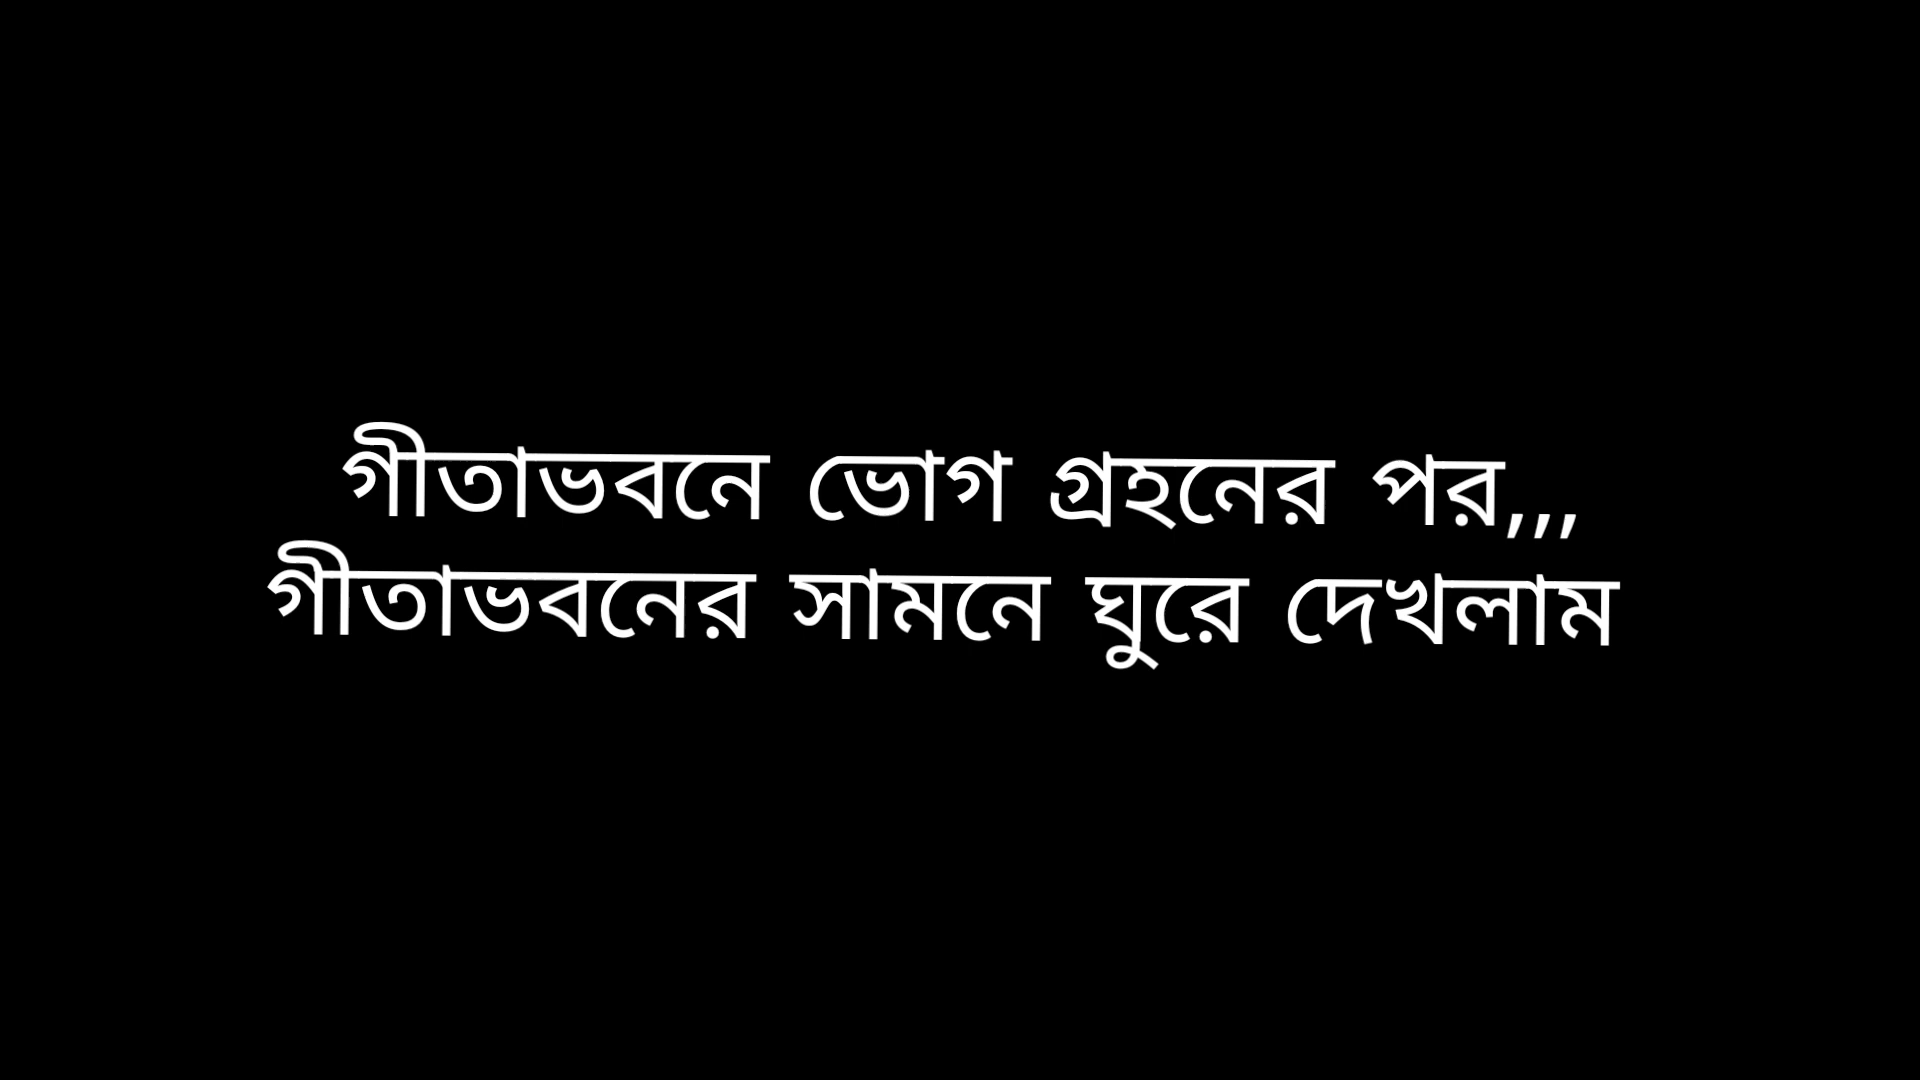 গীতাভবনে ভোগ গ্রহনের পর,,,
গীতাভবনের সামনে ঘুরে দেখলাম